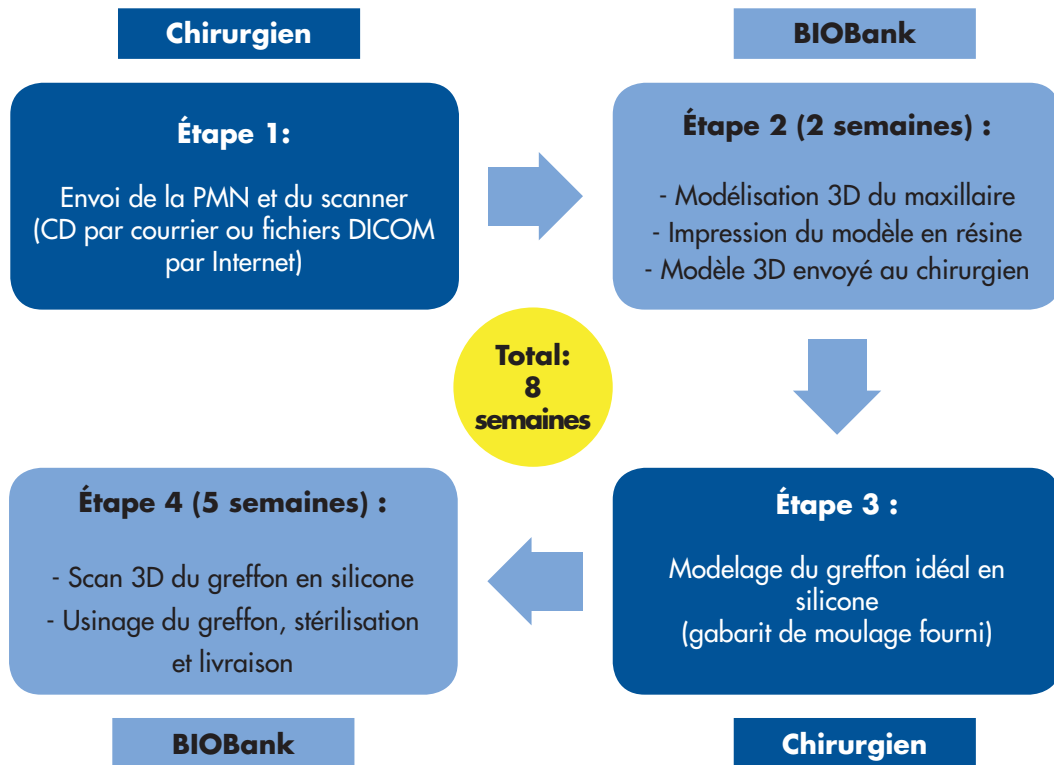 Chirurgien
Étape 1:
Envoi de la PMN et du scanner
(CD par courrier ou fichiers DICOM
par Internet)
BIOBank
Étape 2 (2 semaines) :
- Modélisation 3D du maxillaire
- Impression du modèle en résine
- Modèle 3D envoyé au chirurgien
Total:
8
semaines
Étape 3 :
Modelage du greffon idéal en
silicone
(gabarit de moulage fourni)
Chirurgien
Étape 4 (5 semaines) :
- Scan 3D du greffon en silicone
- Usinage du greffon, stérilisation
et livraison
BIOBank